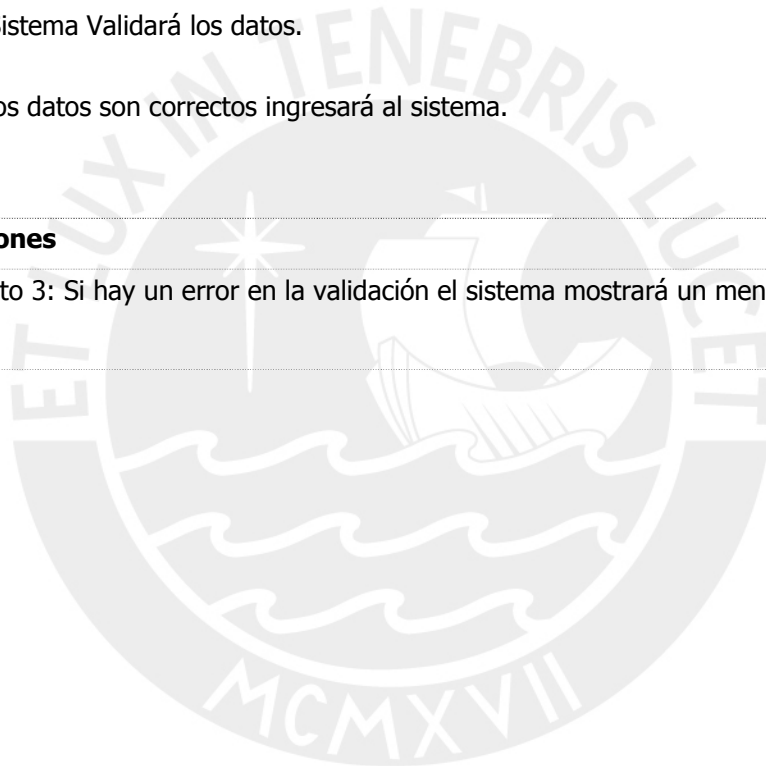 Sistema Validará los datos.
os datos son correctos ingresará al sistema.
ones
to 3: Si hay un error en la validación el sistema mostrará un men
ET LUX IN TENEBRIS LUCET
MCMXVII